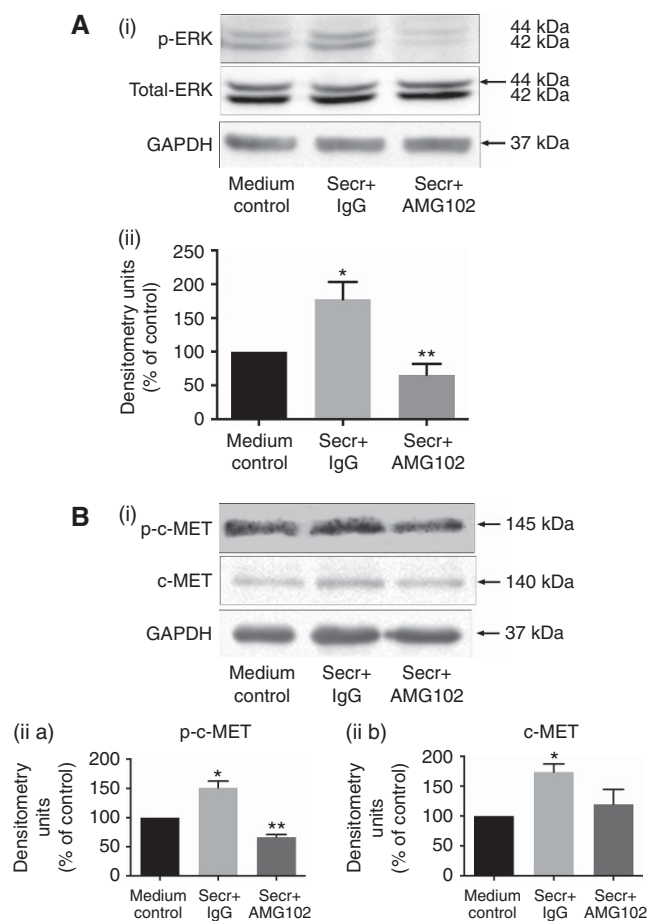 A (i)
p-ERK
44 kDa
42 kDa
Total-ERK
44 kDa
42 kDa
GAPDH
37 kDa
Medium control
Secr+ IgG
Secr+ AMG102
(ii)
Densitometry units
(% of control)
250
200
150
100
50
0
*
**
Medium control
Secr+ IgG
Secr+ AMG102
B (i)
p-c-MET
145 kDa
c-MET
140 kDa
GAPDH
37 kDa
Medium control
Secr+ IgG
Secr+ AMG102
(ii a)
p-c-MET
Densitometry
units
(% of control)
200
150
100
50
0
*
**
Medium control
Secr+ IgG
Secr+ AMG102
(ii b)
c-MET
Densitometry
units
(% of control)
200
150
100
50
0
*
Medium control
Secr+ IgG
Secr+ AMG102